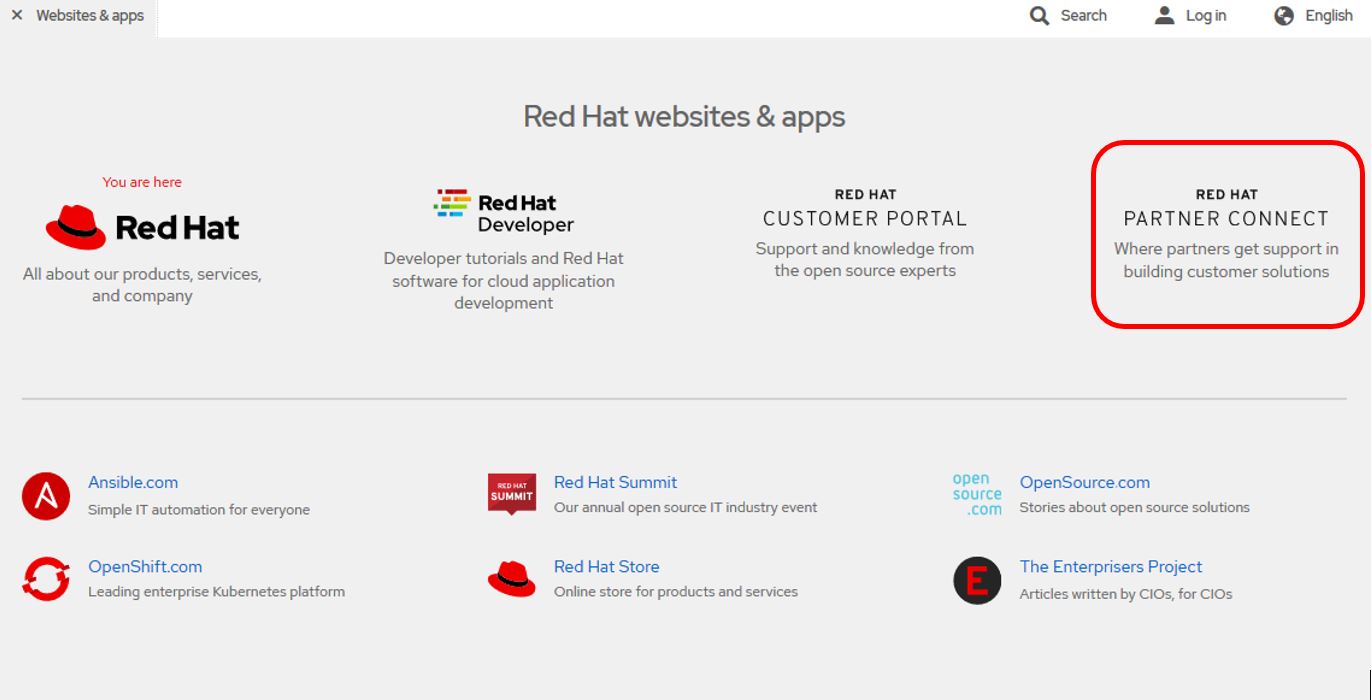 Websites & apps
Search
Log in
English
Red Hat websites & apps
You are here
Red Hat
All about our products, services,
and company
Red Hat
Developer
Developer tutorials and Red Hat
software for cloud application
development
RED HAT
CUSTOMER PORTAL
Support and knowledge from
the open source experts
RED HAT
PARTNER CONNECT
Where partners get support in
building customer solutions
Ansible.com
Simple IT automation for everyone
RED HAT
SUMMIT
Red Hat Summit
Our annual open source IT industry event
open
source
.com
OpenSource.com
Stories about open source solutions
OpenShift.com
Leading enterprise Kubernetes platform
Red Hat Store
Online store for products and services
E
The Enterprisers Project
Articles written by CIOs, for CIOs